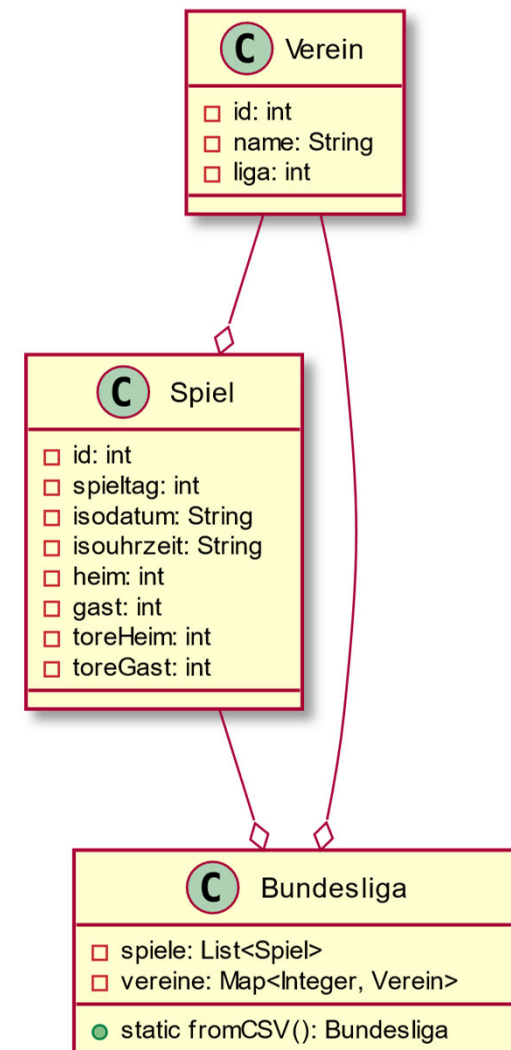 C Verein
id: int
name: String
liga: int
C Spiel
id: int
spieltag: int
isodatum: String
isouhrzeit: String
heim: int
gast: int
toreHeim: int
toreGast: int
C Bundesliga
spiele: List<Spiel>
vereine: Map<Integer, Verein>
static fromCSV(): Bundesliga